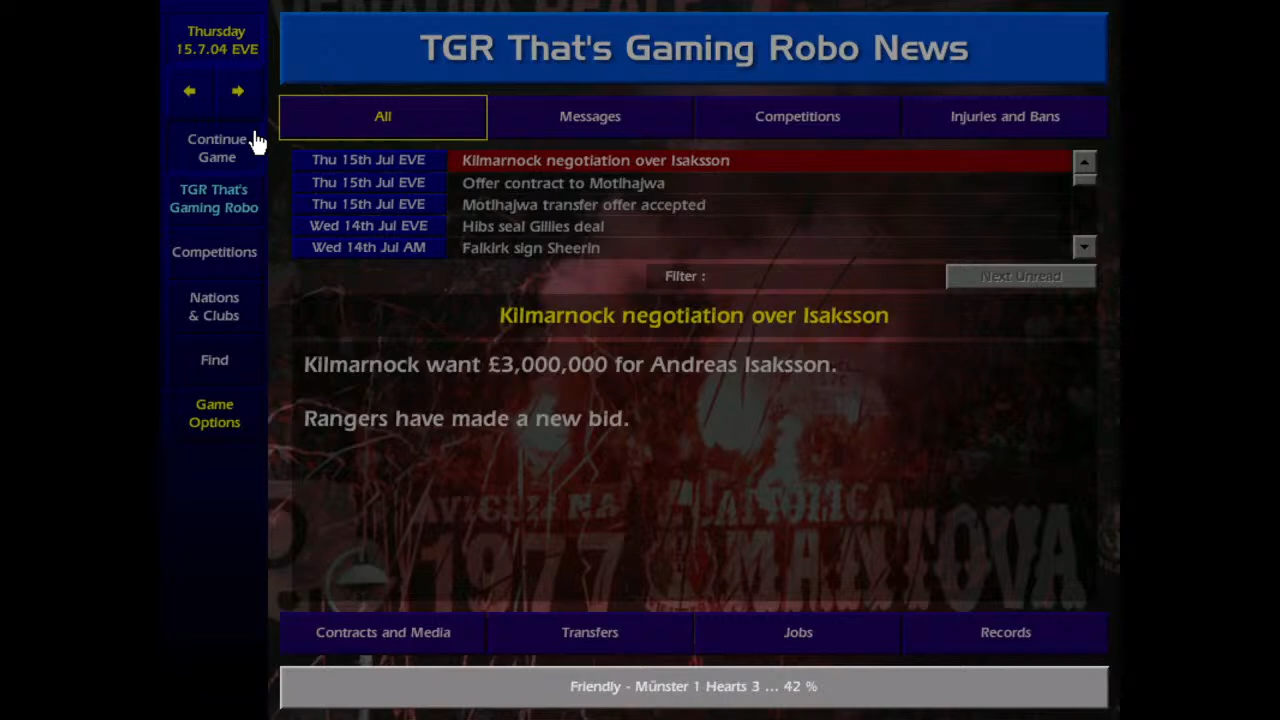 Thursday
15.7.04 EVE
TGR That's Gaming Robo News
Continue
Game
TGR That's
Gaming Robo
Competitions
Nations
& Clubs
Find
Game
Options
All
Messages
Competitions
Injuries and Bans
Thu 15th Jul EVE Kilmarnock negotiation over Isaksson
Thu 15th Jul EVE Offer contract to Motlhajwa
Thu 15th Jul EVE Motlhajwa transfer offer accepted
Wed 14th Jul EVE Hibs seal Gillies deal
Wed 14th Jul AM Falkirk sign Sheerin
Filter :
Next Unread
Kilmarnock negotiation over Isaksson
Kilmarnock want £3,000,000 for Andreas Isaksson.
Rangers have made a new bid.
1977
MANTOVA
Contracts and Media
Transfers
Jobs
Records
Friendly - Münster 1 Hearts 3 ... 42 %